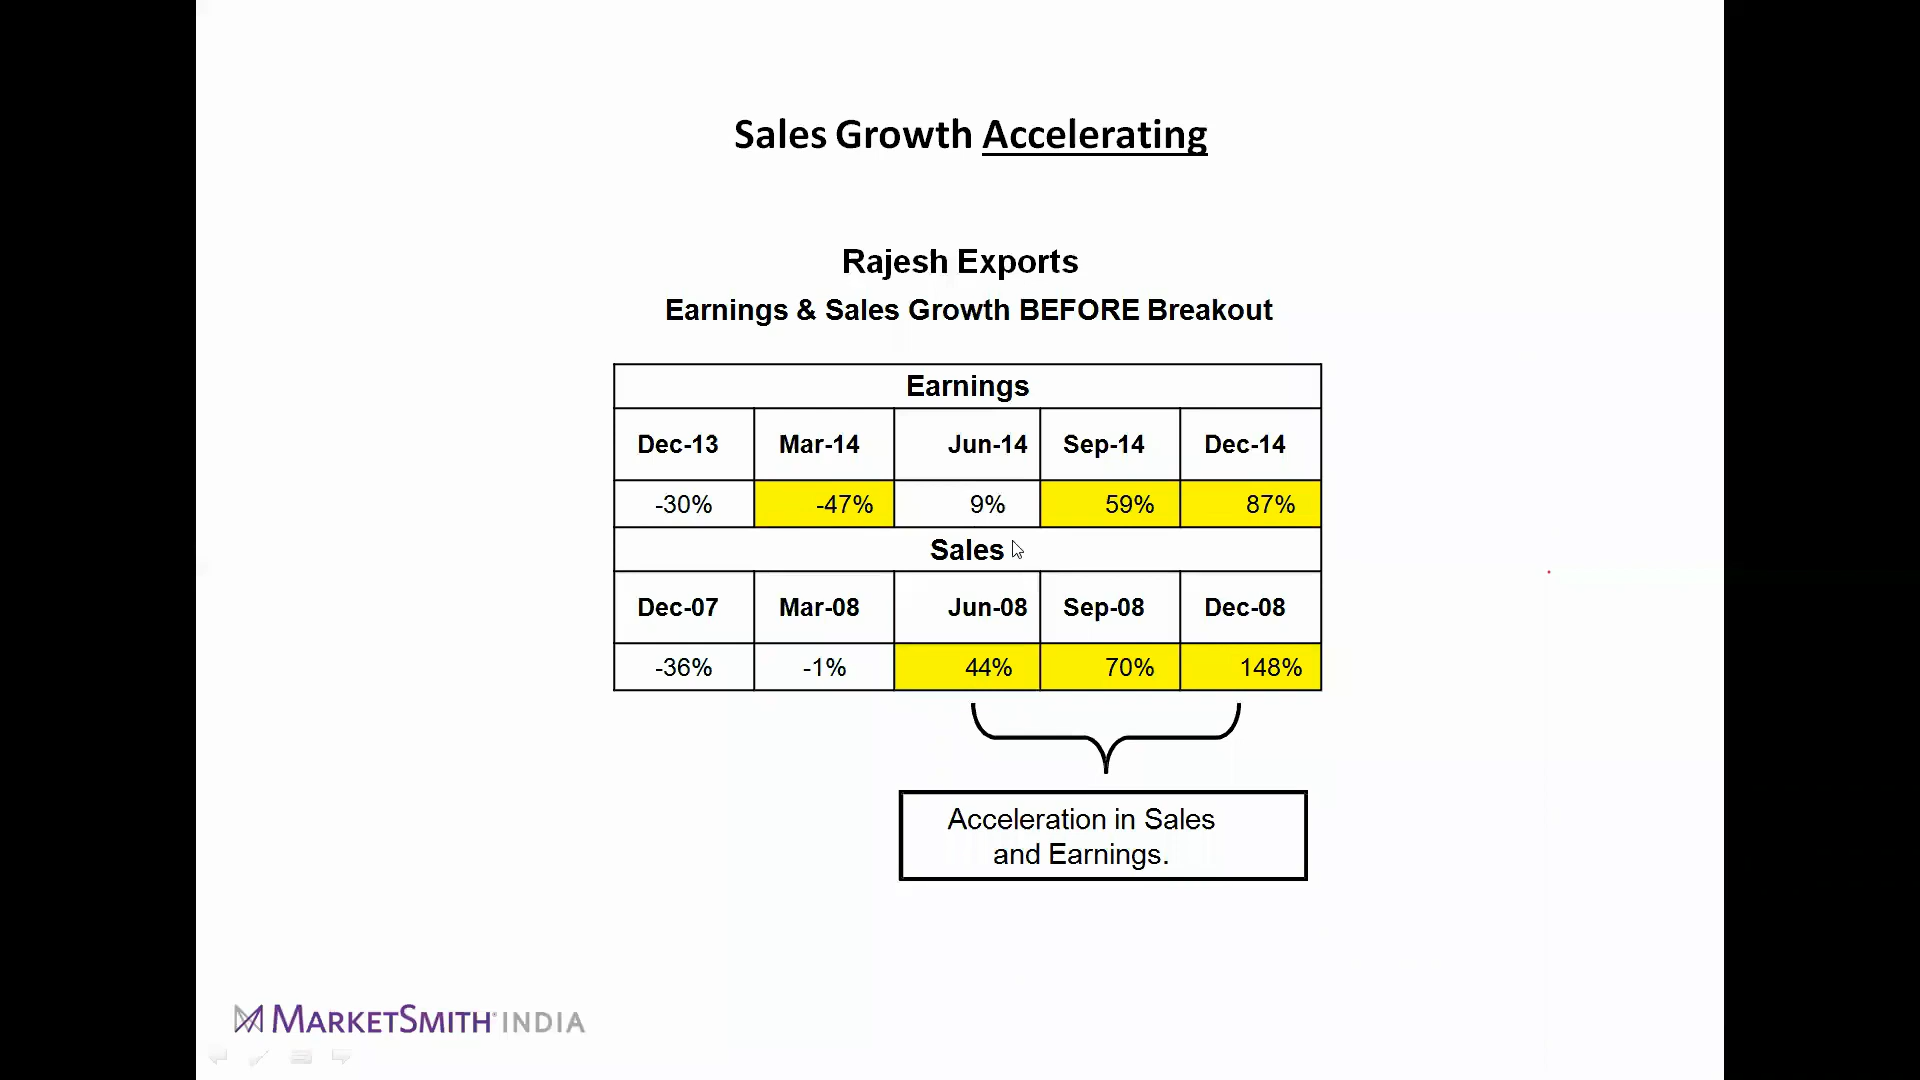 Sales Growth Accelerating
Rajesh Exports
Earnings & Sales Growth BEFORE Breakout
Earnings
Dec-13 Mar-14 Jun-14 Sep-14 Dec-14
-30% -47% 9% 59% 87%
Sales
Dec-07 Mar-08 Jun-08 Sep-08 Dec-08
-36% -1% 44% 70% 148%
Acceleration in Sales
and Earnings.
MARKETSMITH INDIA